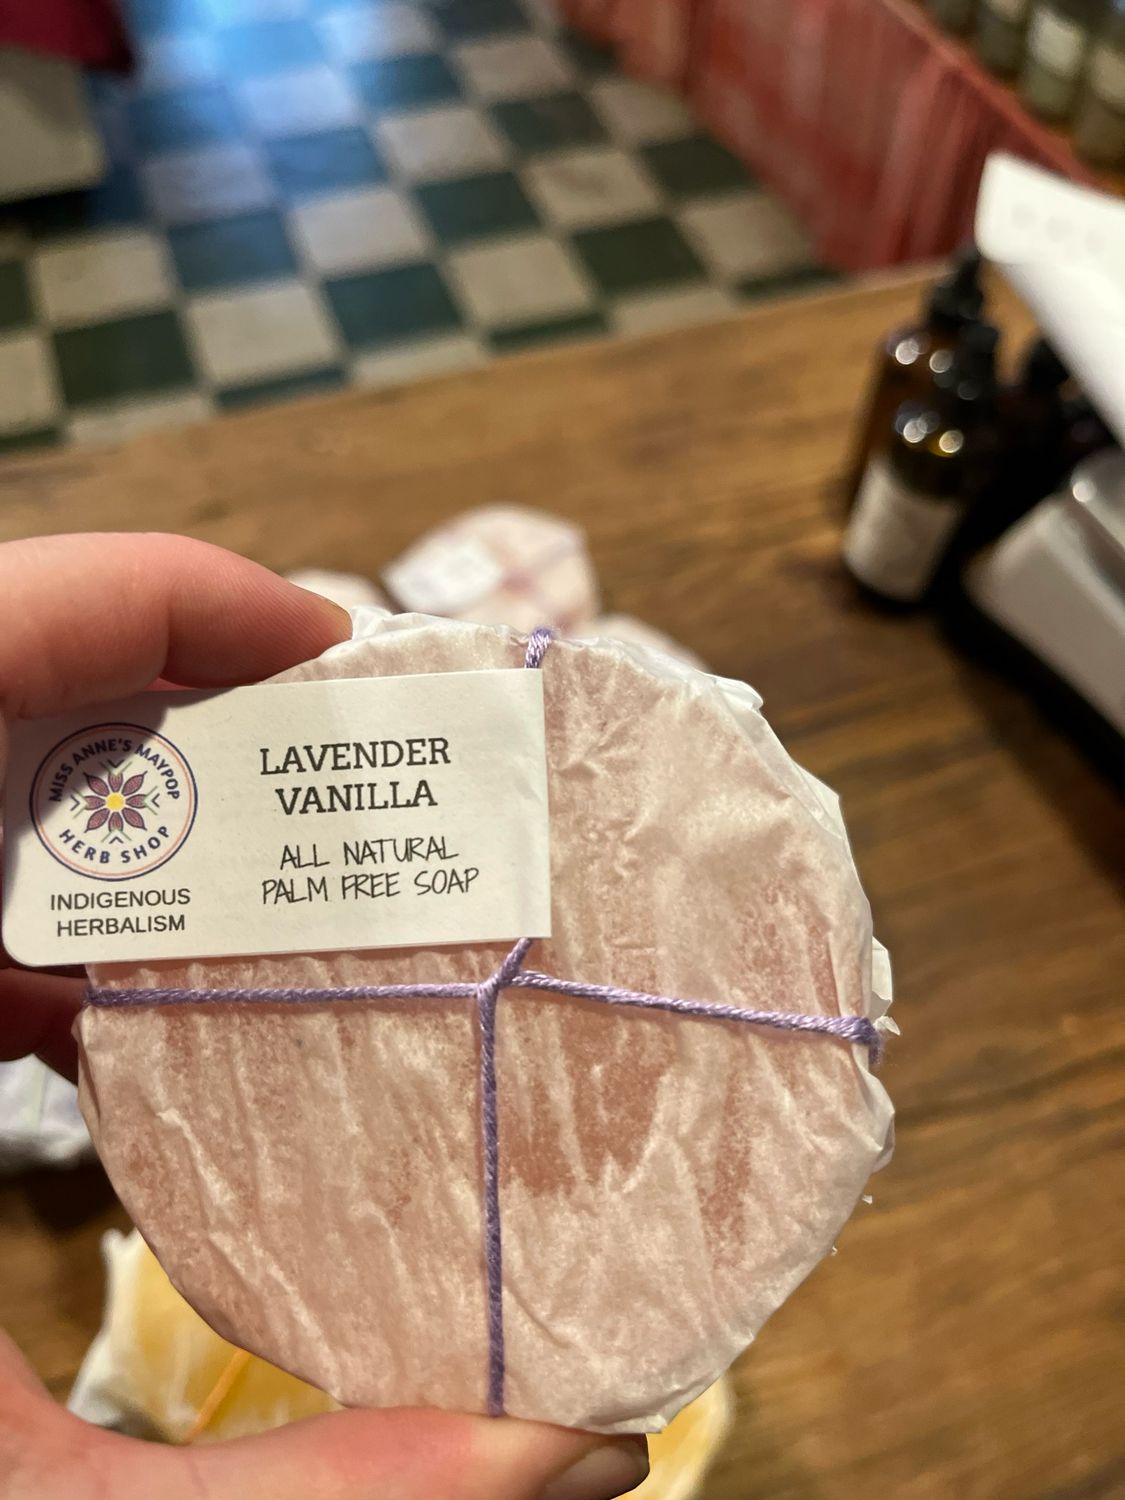 MISS ANNE'S MAYPOP
HERB SHOP
INDIGENOUS
HERBALISM
LAVENDER
VANILLA
ALL NATURAL
PALM FREE SOAP